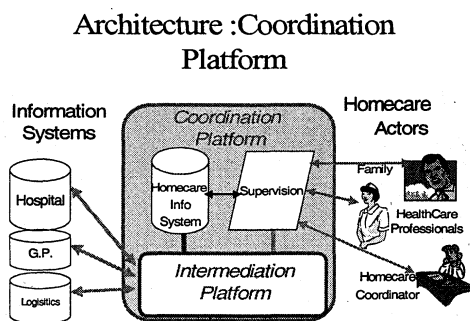 Architecture :Coordination
Platform
Information
Systems
Hospital
G.P.
Logisitics
Coordination
Platform
Homecare
Info
System
Supervision
Intermediation
Platform
Homecare
Actors
Family
HealthCare
Professionals
Homecare
Coordinator